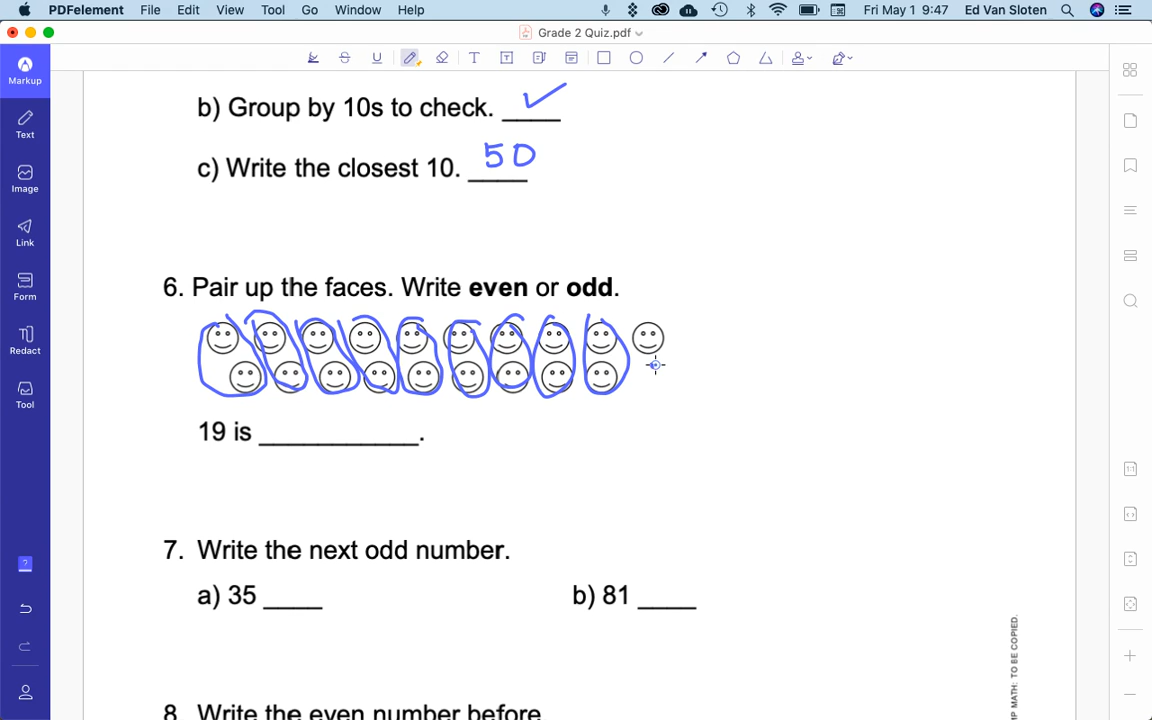 PDFelement File Edit View Tool Go Window Help Fri May 1 9:47 Ed Van Sloten
Grade 2 Quiz.pdf
Markup
Text
Image
Link
Form
Redact
Tool
b) Group by 10s to check. ✓
c) Write the closest 10. 50
6. Pair up the faces. Write even or odd.
19 is ___________.
7. Write the next odd number.
a) 35 ____ b) 81 ____
8. Write the even number before.
MP MATH: TO BE COPIED.